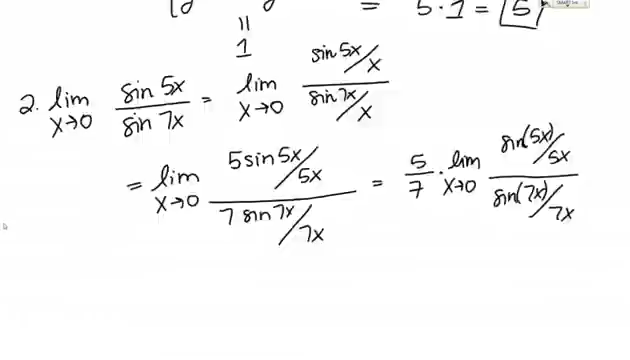 = 5 · 1 = 5
||
1
2. lim x→0 sin 5x / sin 7x = lim x→0 (sin 5x/x) / (sin 7x/x)
= lim x→0 (5 sin 5x/5x) / (7 sin 7x/7x) = 5/7 · lim x→0 (sin(5x)/5x) / (sin(7x)/7x)